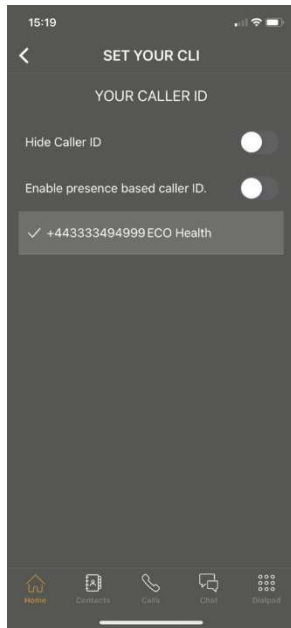 15:19
SET YOUR CLI
YOUR CALLER ID
Hide Caller ID
Enable presence based caller ID.
+443333494999 ECO Health
Home Contacts Calls Chat Dialpad